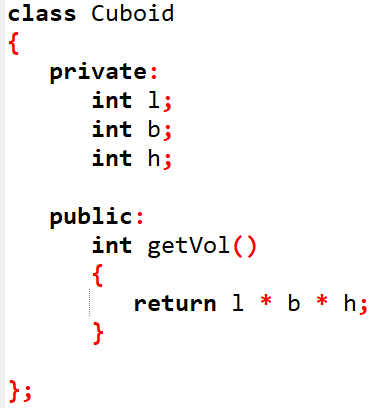 class Cuboid
{
private:
int l;
int b;
int h;
public:
int getVol()
{
return l * b * h;
}
};